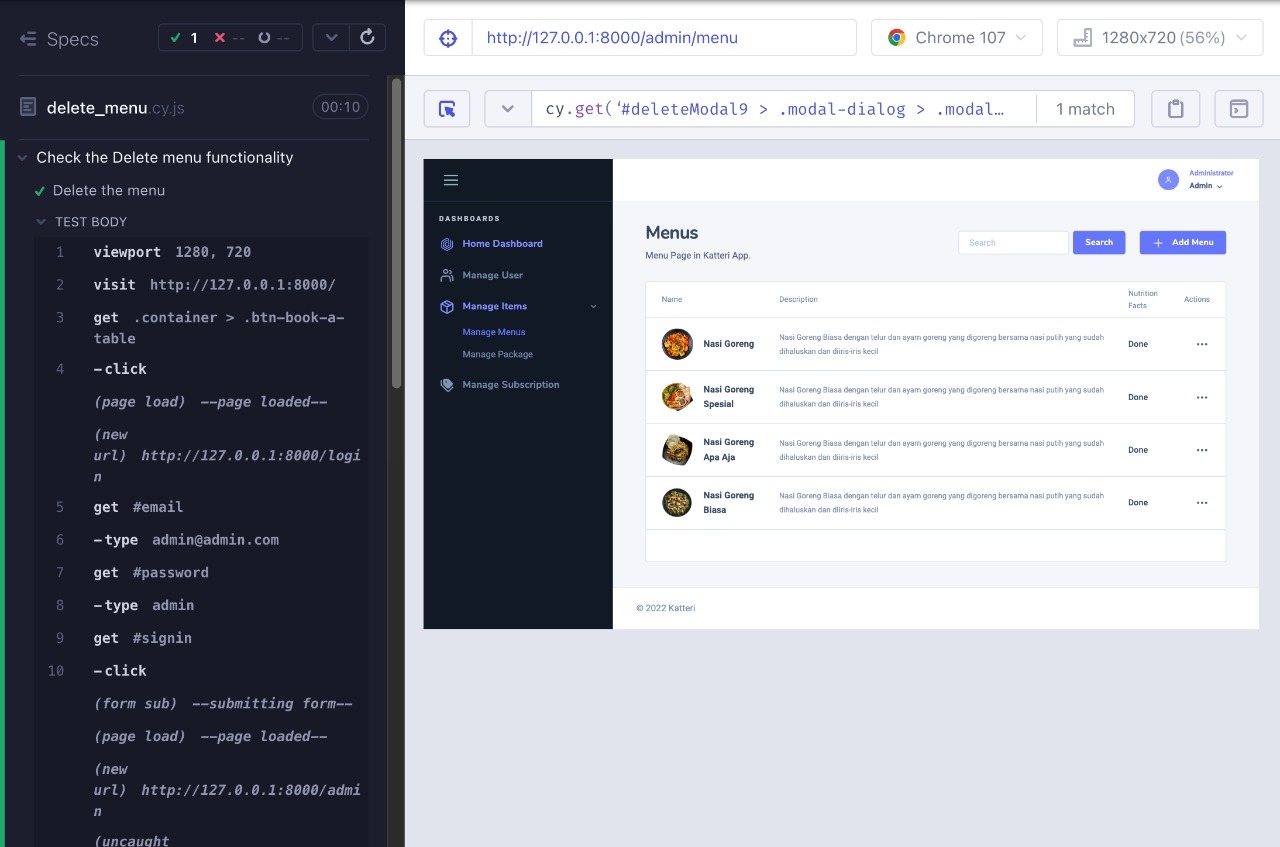 Specs
1 -- --
delete_menu.cy.js
00:10
Check the Delete menu functionality
Delete the menu
TEST BODY
1 viewport 1280, 720
2 visit http://127.0.0.1:8000/
3 get .container > .btn-book-a-
table
4 -click
(page load) --page loaded--
(new
url) http://127.0.0.1:8000/logi
n
5 get #email
6 -type admin@admin.com
7 get #password
8 -type admin
9 get #signin
10 -click
(form sub) --submitting form--
(page load) --page loaded--
(new
url) http://127.0.0.1:8000/admi
n
(uncaught
http://127.0.0.1:8000/admin/menu
Chrome 107
1280x720 (56%)
cy.get('#deleteModal9 > .modal-dialog > .modal…
1 match
DASHBOARDS
Home Dashboard
Manage User
Manage Items
Manage Menus
Manage Package
Manage Subscription
Administrator
Admin
Menus
Menu Page in Katteri App.
Search
Search
Add Menu
Name
Description
Nutrition
Facts
Actions
Nasi Goreng
Nasi Goreng Biasa dengan telur dan ayam goreng yang digoreng bersama nasi putih yang sudah
dihaluskan dan diiris-iris kecil
Done
Nasi Goreng
Spesial
Nasi Goreng Biasa dengan telur dan ayam goreng yang digoreng bersama nasi putih yang sudah
dihaluskan dan diiris-iris kecil
Done
Nasi Goreng
Apa Aja
Nasi Goreng Biasa dengan telur dan ayam goreng yang digoreng bersama nasi putih yang sudah
dihaluskan dan diiris-iris kecil
Done
Nasi Goreng
Biasa
Nasi Goreng Biasa dengan telur dan ayam goreng yang digoreng bersama nasi putih yang sudah
dihaluskan dan diiris-iris kecil
Done
© 2022 Katteri